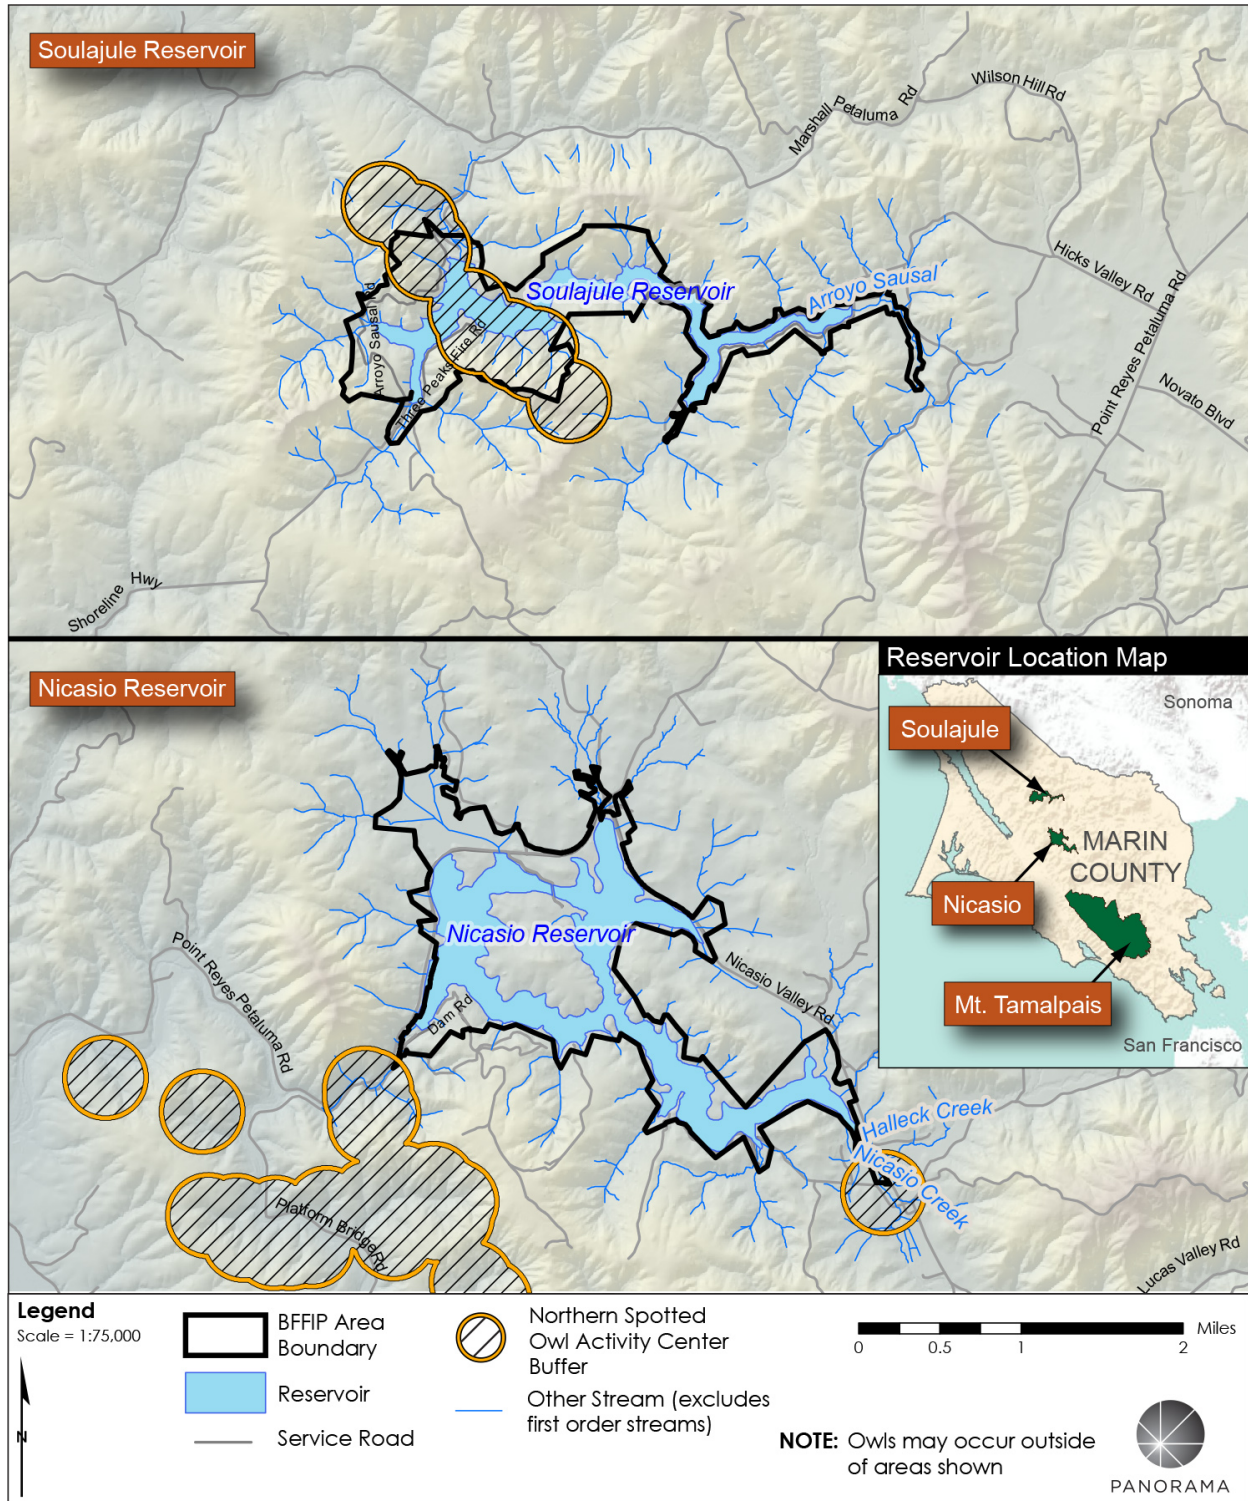 Soulajule Reservoir
Wilson Hill Rd
Marshall Petaluma Rd
Hicks Valley Rd
Soulajule Reservoir
Arroyo Sausal
Arroyo Sausal Rd
Three Peaks Fire Rd
Point Reyes Petaluma Rd
Novato Blvd
Shoreline Hwy
Nicasio Reservoir
Reservoir Location Map
Sonoma
Soulajule
MARIN
COUNTY
Nicasio
Mt. Tamalpais
San Francisco
Nicasio Reservoir
Point Reyes Petaluma Rd
Nicasio Valley Rd
Dam Rd
Halleck Creek
Nicasio Creek
Platform Bridge Rd
Lucas Valley Rd
Legend
Scale = 1:75,000
N
BFFIP Area
Boundary
Reservoir
Service Road
Northern Spotted
Owl Activity Center
Buffer
Other Stream (excludes
first order streams)
Miles
0 0.5 1 2
NOTE: Owls may occur outside
of areas shown
PANORAMA